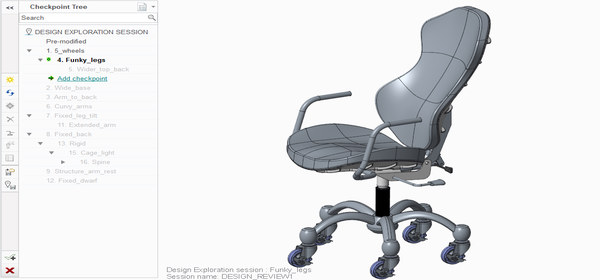 Checkpoint Tree
Search
DESIGN EXPLORATION SESSION
Pre-modified
1. 5_wheels
4. Funky_legs
5. Wider_top_back
Add checkpoint
2. Wide_base
3. Arm_to_back
6. Curvy_arms
7. Fixed_leg_tilt
11. Extended_arm
8. Fixed_back
13. Rigid
15. Cage_light
16. Spine
9. Structure_arm_rest
12. Fixed_dwarf
Design Exploration session : Funky_legs
Session name: DESIGN_REVIEW1